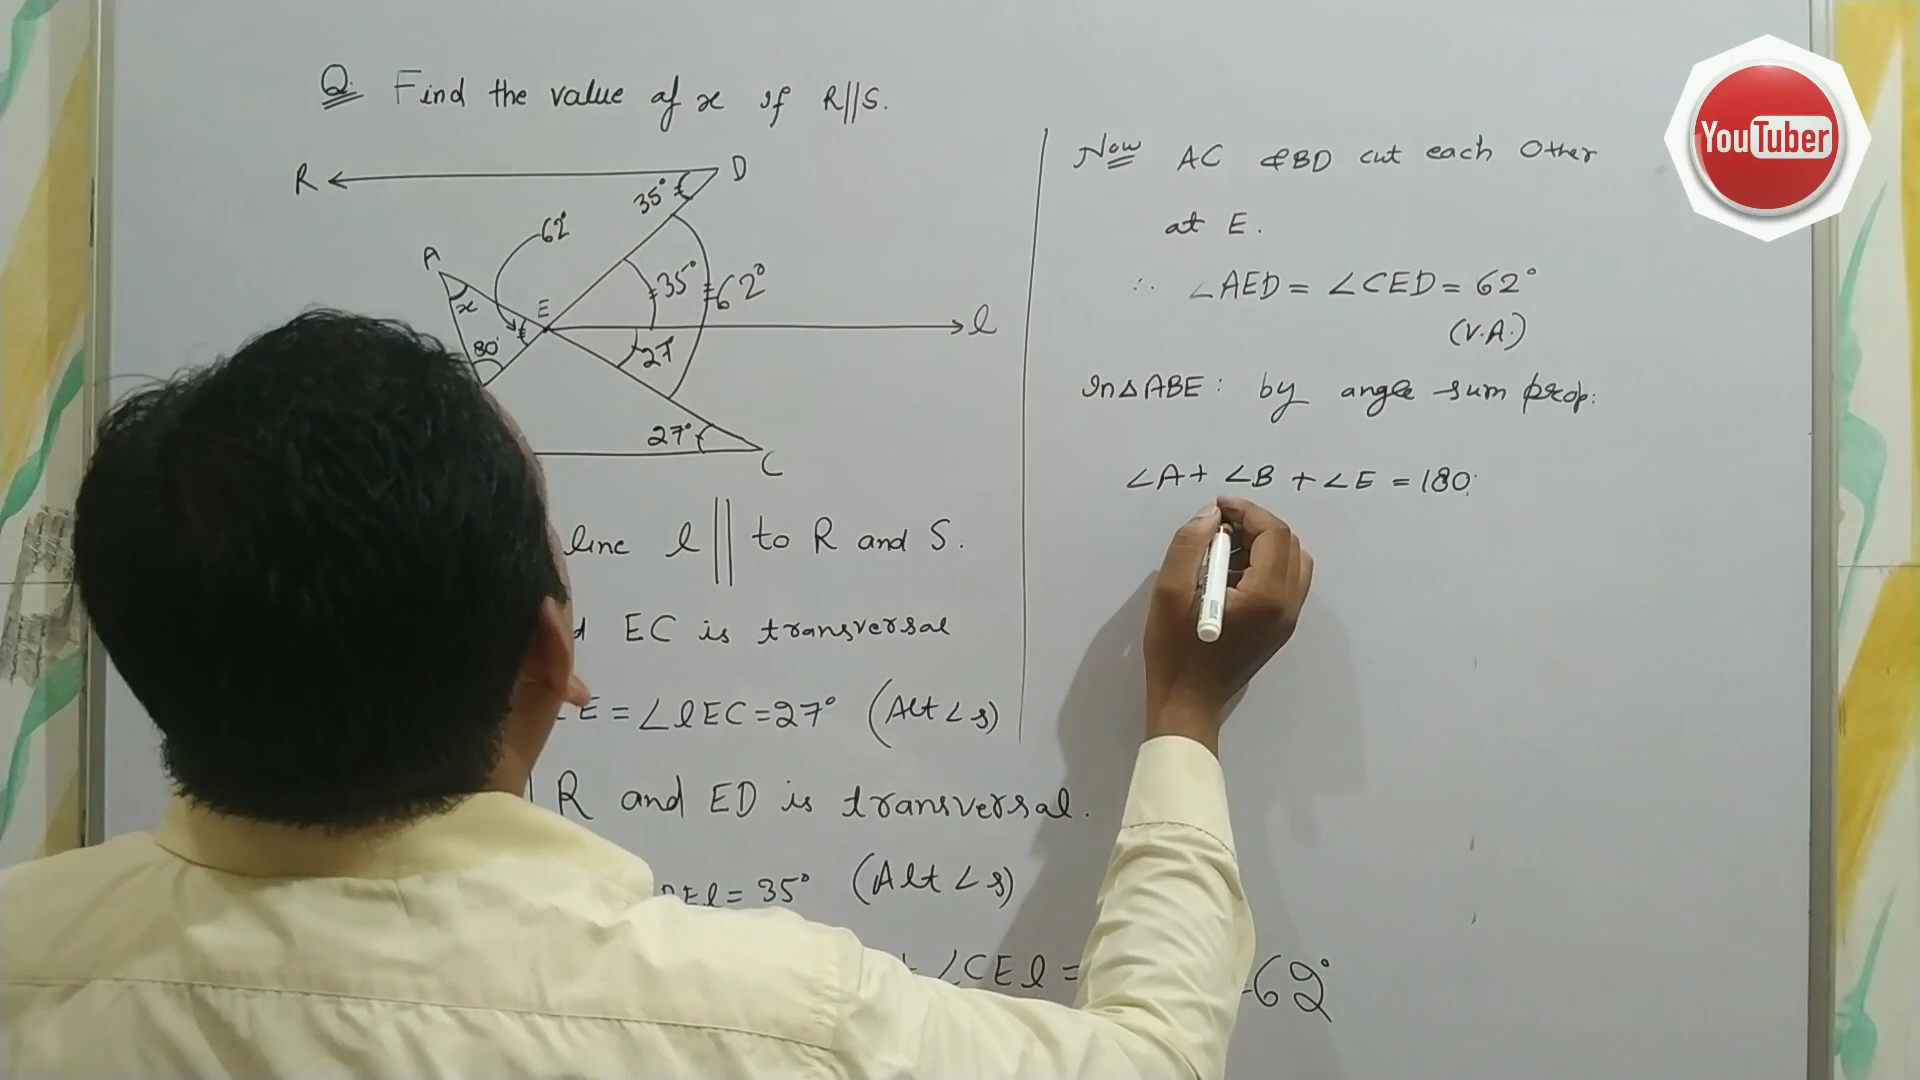 Q. Find the value of x if R||S.
R
D
35°
62°
A
x
E
35°
62°
l
80°
27°
27°
C
line l || to R and S.
EC is transversal
E = ∠lEC = 27° (Alt ∠s)
R and ED is transversal.
El = 35° (Alt ∠s)
+ ∠CEl =
62°
Now AC & BD cut each other
at E.
∴ ∠AED = ∠CED = 62°
(V.A.)
In △ABE: by angle sum prop:
∠A + ∠B + ∠E = 180°
YouTuber